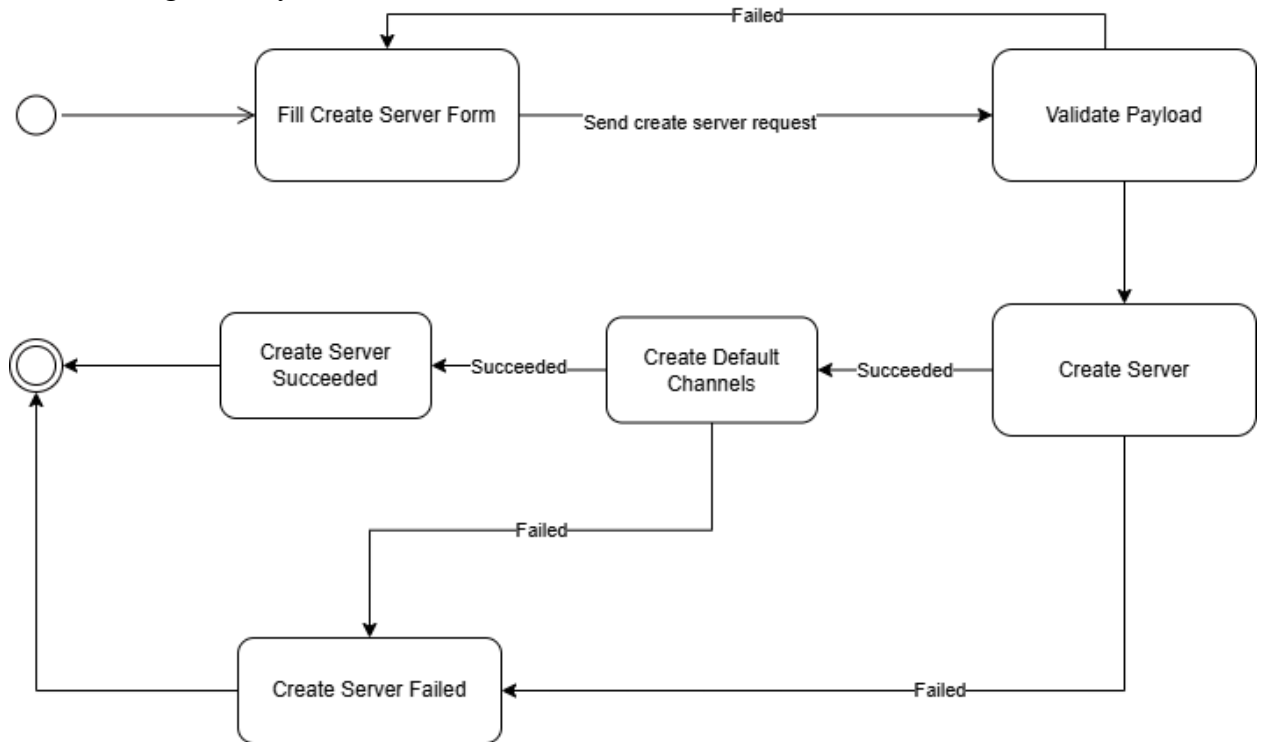 Failed
Fill Create Server Form
Send create server request
Validate Payload
Create Server
Succeeded
Succeeded
Create Default
Channels
Succeeded
Create Server
Failed
Create Server Failed
Failed